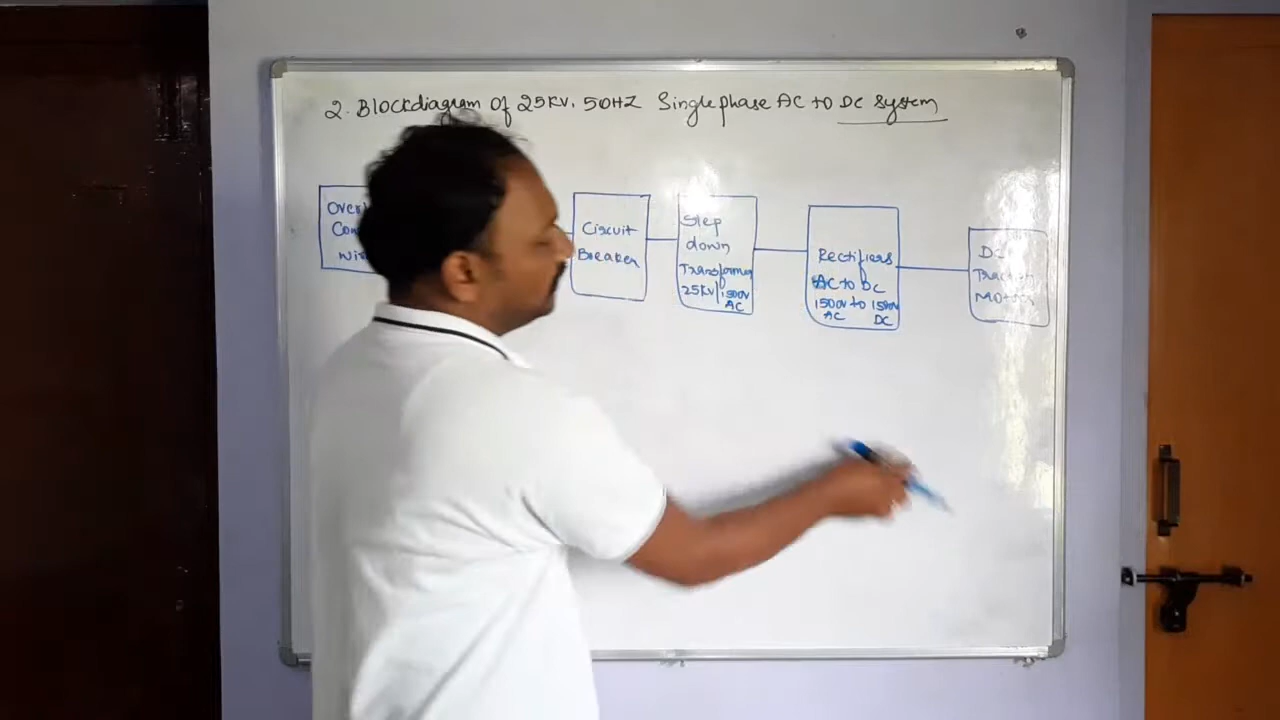 2. Blockdiagram Of 25KV, 50HZ Single phase AC to DC system
Circuit
Breaker
Step
down
Transformer
25KV/1500V
AC
Rectifiers
AC to DC
1500V to 1500V
AC DC
DC